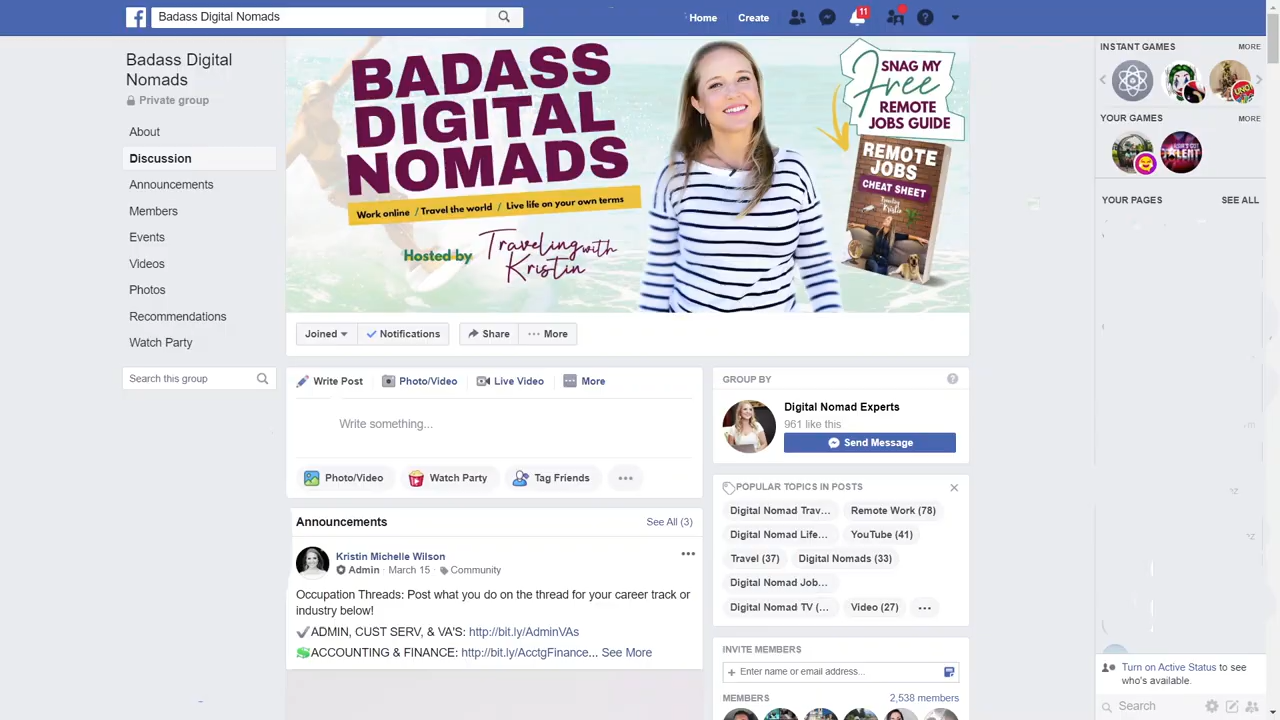 Badass Digital Nomads
Home
Create
11
Badass Digital
Nomads
Private group
About
Discussion
Announcements
Members
Events
Videos
Photos
Recommendations
Watch Party
Search this group
BADASS
DIGITAL
NOMADS
Work online / Travel the world / Live life on your own terms
Hosted by
Traveling with
Kristin
SNAG MY
Free
REMOTE
JOBS GUIDE
REMOTE
JOBS
CHEAT SHEET
Traveling
Kristin
Joined
Notifications
Share
More
Write Post
Photo/Video
Live Video
More
Write something...
Photo/Video
Watch Party
Tag Friends
Announcements
See All (3)
Kristin Michelle Wilson
Admin · March 15 · Community
Occupation Threads: Post what you do on the thread for your career track or
industry below!
ADMIN, CUST SERV, & VA'S: http://bit.ly/AdminVAs
ACCOUNTING & FINANCE: http://bit.ly/AcctgFinance... See More
GROUP BY
Digital Nomad Experts
961 like this
Send Message
POPULAR TOPICS IN POSTS
Digital Nomad Trav...
Remote Work (78)
Digital Nomad Life...
YouTube (41)
Travel (37)
Digital Nomads (33)
Digital Nomad Job...
Digital Nomad TV (...
Video (27)
INVITE MEMBERS
Enter name or email address...
MEMBERS
2,538 members
INSTANT GAMES
MORE
UNO
YOUR GAMES
MORE
YOUR PAGES
SEE ALL
Turn on Active Status to see
who's available.
Search